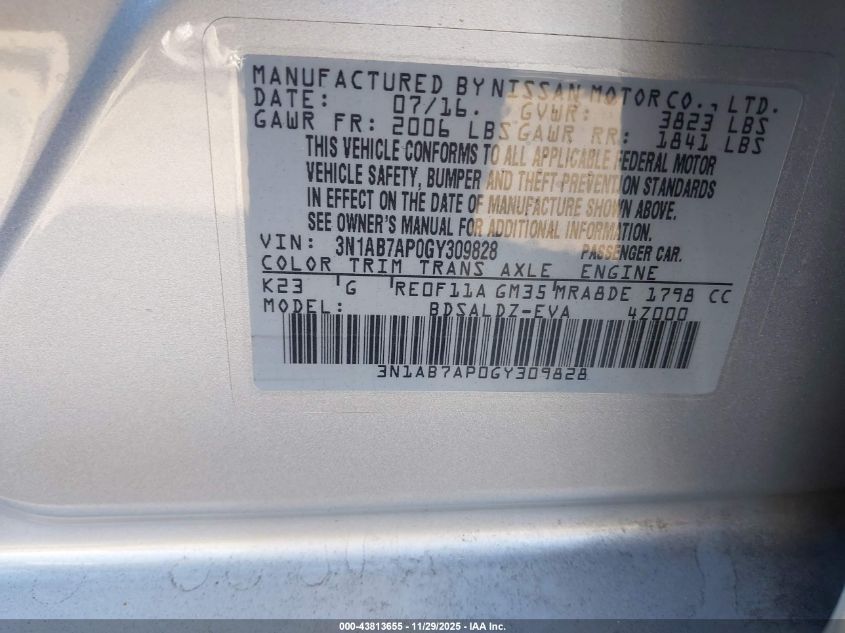 MANUFACTURED BY NISSAN MOTOR CO., LTD.
DATE: 07/16. GVWR: 3823 LBS
GAWR FR: 2006 LBS GAWR RR: 1841 LBS
THIS VEHICLE CONFORMS TO ALL APPLICABLE FEDERAL MOTOR
VEHICLE SAFETY, BUMPER AND THEFT PREVENTION STANDARDS
IN EFFECT ON THE DATE OF MANUFACTURE SHOWN ABOVE.
SEE OWNER'S MANUAL FOR ADDITIONAL INFORMATION.
VIN: 3N1AB7AP0GY309828 PASSENGER CAR.
COLOR TRIM TRANS AXLE ENGINE
K23 G RE0F11A GM35 MRA8DE 1798 CC
MODEL: BDSALDZ-EVA 4Z000
3N1AB7AP0GY309828
000-43813655 - 11/29/2025 - IAA Inc.